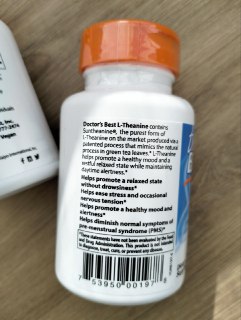 Doctor's Best L-Theanine contains
Suntheanine®, the purest form of
L-Theanine on the market produced via a
patented process that mimics the natural
process in green tea leaves.* L-Theanine
helps promote a healthy mood and a
restful relaxed state while maintaining
daytime alertness.*
Helps promote a relaxed state
without drowsiness*
Helps ease stress and occasional
nervous tension*
Helps promote a healthy mood and
alertness*
Helps diminish normal symptoms of
pre-menstrual syndrome (PMS)*
*These statements have not been evaluated by the Food
and Drug Administration. This product is not intended
to diagnose, treat, cure, or prevent any disease.
7 53950 00197
Inc.
Vegan